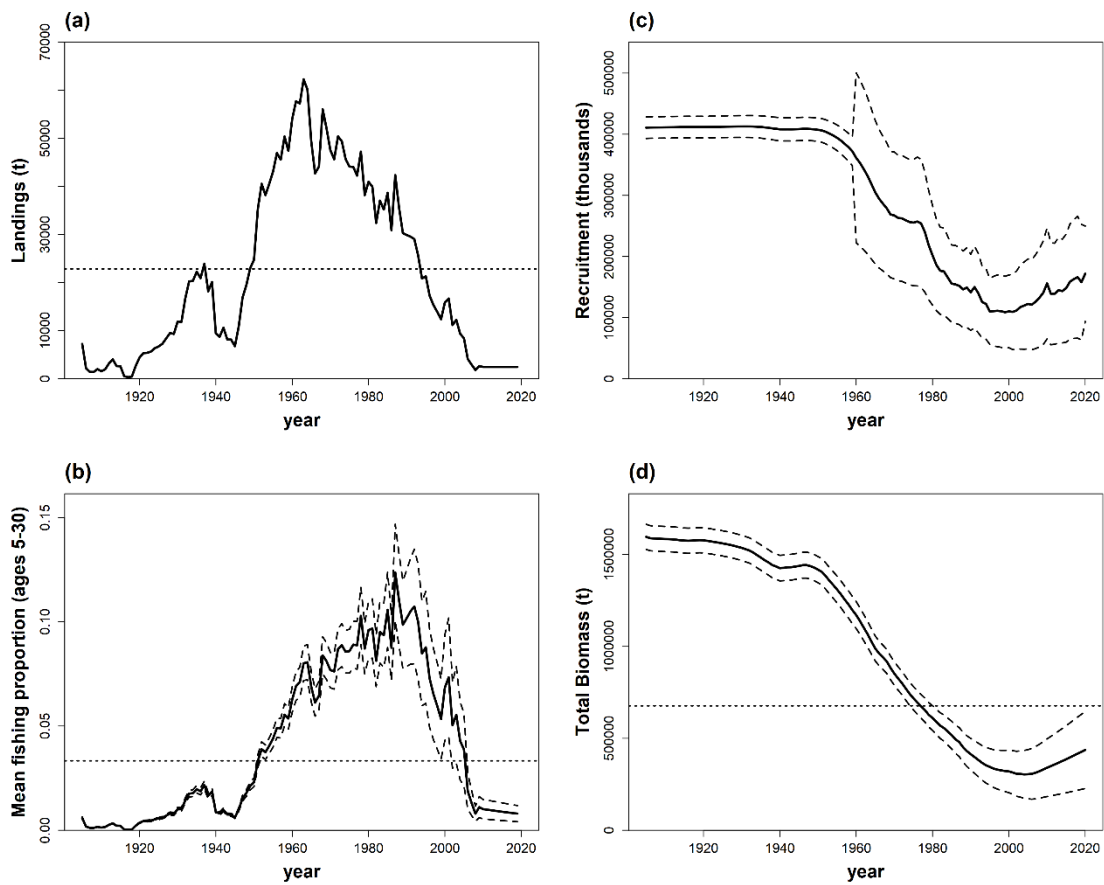 (a)
Landings (t)
70000
50000
30000
10000
0
1920 1940 1960 1980 2000 2020
year
(c)
Recruitment (thousands)
500000
400000
300000
200000
100000
0
1920 1940 1960 1980 2000 2020
year
(b)
Mean fishing proportion (ages 5-30)
0.15
0.10
0.05
0.00
1920 1940 1960 1980 2000 2020
year
(d)
Total Biomass (t)
1500000
1000000
500000
0
1920 1940 1960 1980 2000 2020
year